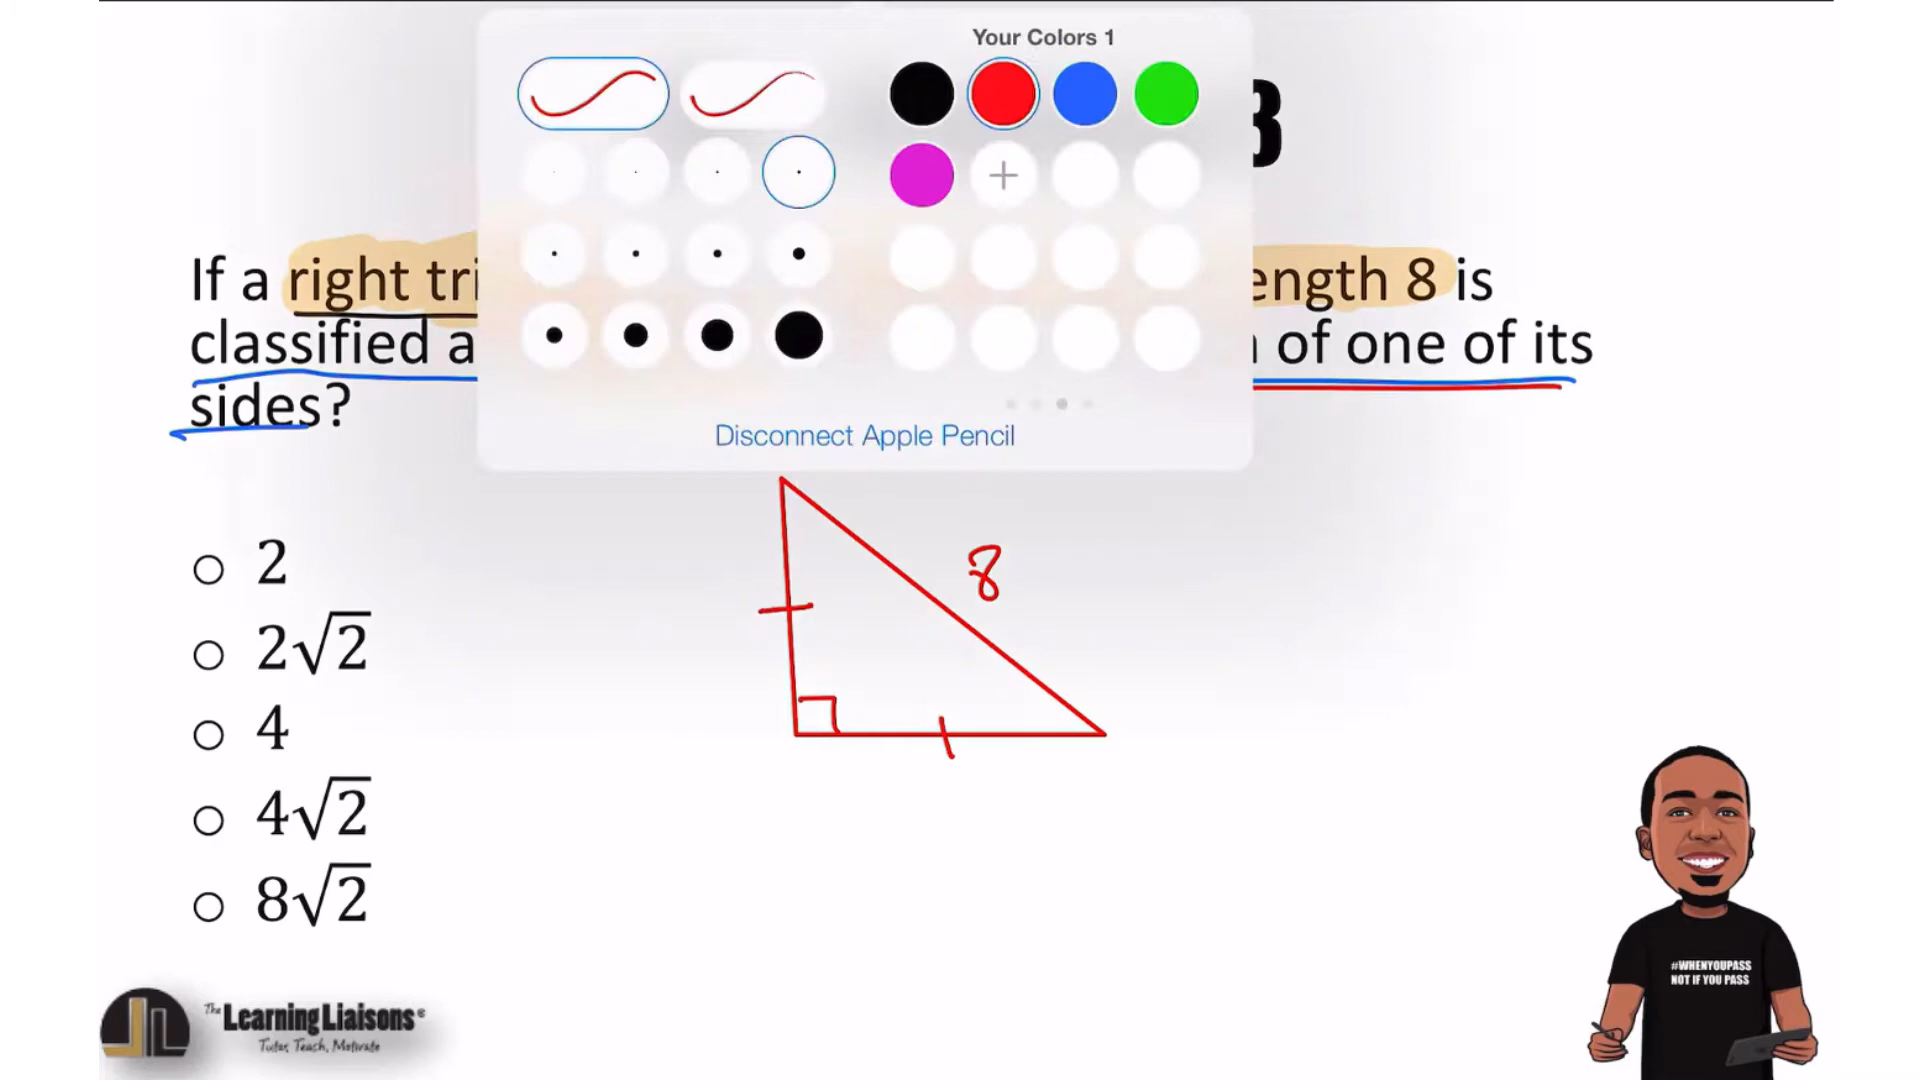 Your Colors 1
If a right tri
ength 8 is
classified a
of one of its
sides?
Disconnect Apple Pencil
8
2
2√2
4
4√2
8√2
#WHENYOUPASS
NOT IF YOU PASS
The Learning Liaisons®
Tutor, Teach, Motivate